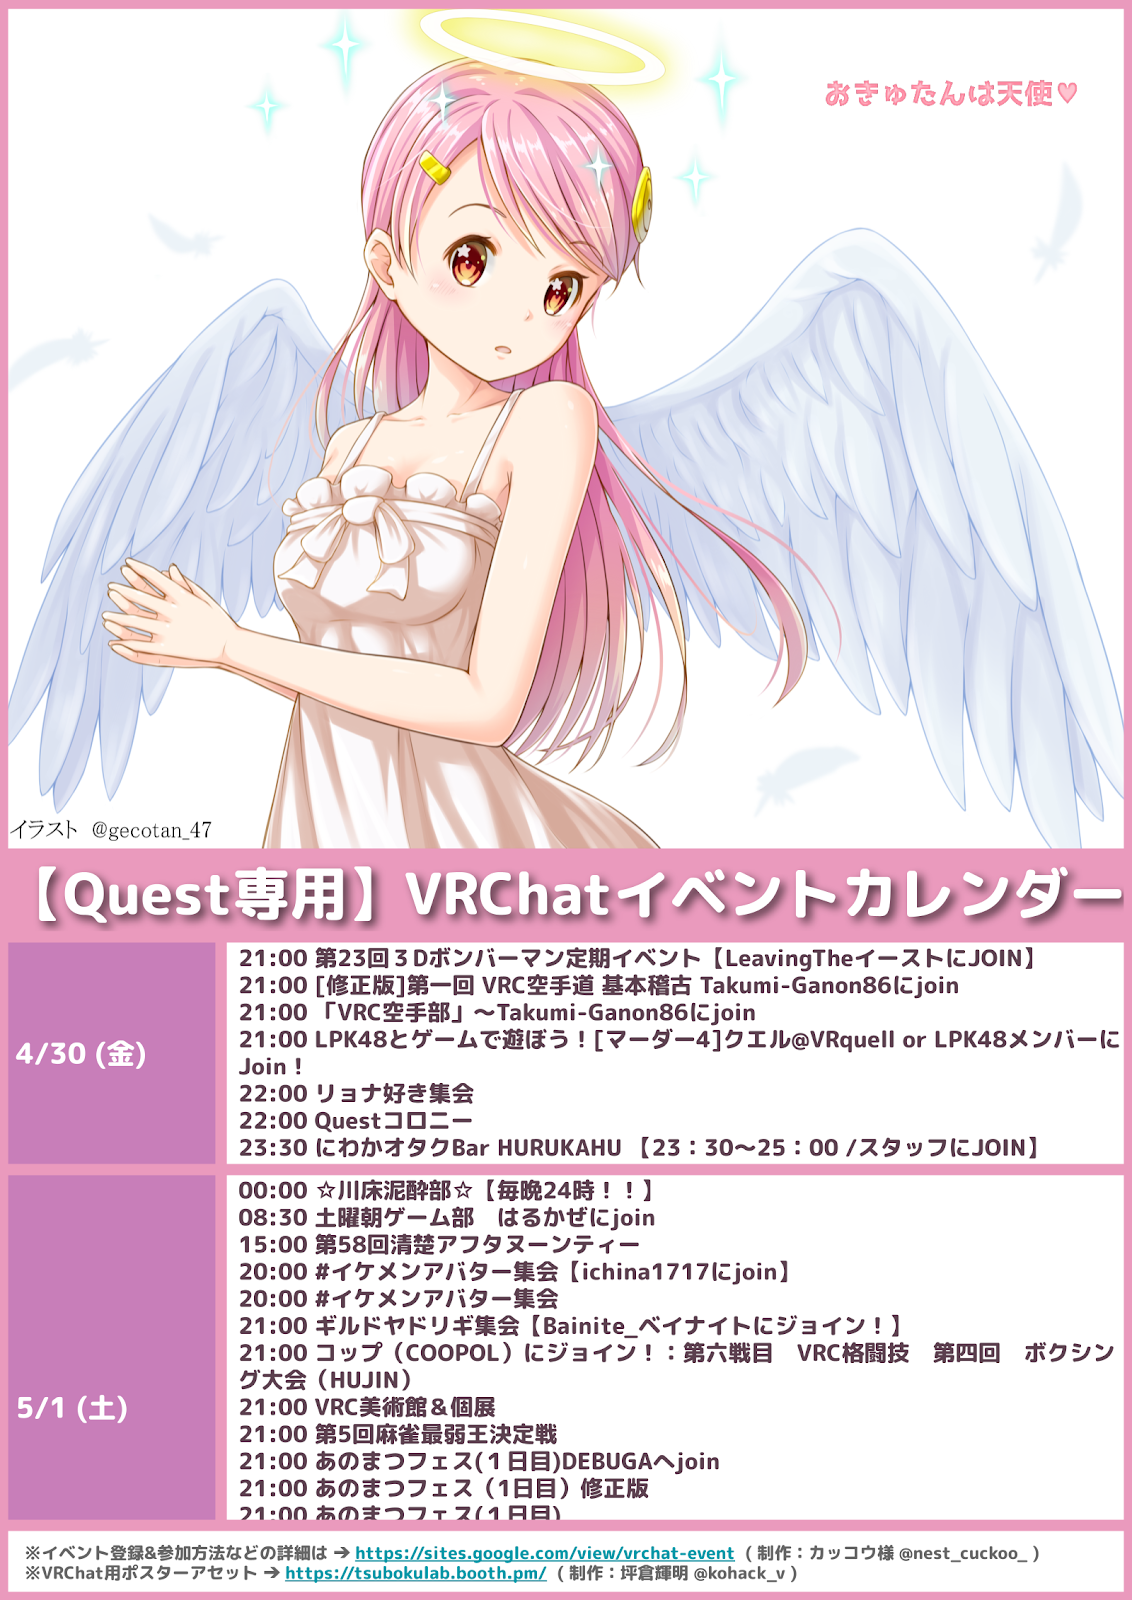 おきゅたんは天使♥
イラスト @gecotan_47
【Quest専用】VRChatイベントカレンダー
4/30 (金)
21:00 第23回３Dボンバーマン定期イベント【LeavingTheイーストにJOIN】
21:00 [修正版]第一回 VRC空手道 基本稽古 Takumi-Ganon86にjoin
21:00 「VRC空手部」～Takumi-Ganon86にjoin
21:00 LPK48とゲームで遊ぼう！[マーダー4]クエル@VRquell or LPK48メンバーに
Join！
22:00 リョナ好き集会
22:00 Questコロニー
23:30 にわかオタクBar HURUKAHU 【23：30～25：00 /スタッフにJOIN】
5/1 (土)
00:00 ☆川床泥酔部☆【毎晩24時！！】
08:30 土曜朝ゲーム部　はるかぜにjoin
15:00 第58回清楚アフタヌーンティー
20:00 #イケメンアバター集会【ichina1717にjoin】
20:00 #イケメンアバター集会
21:00 ギルドヤドリギ集会【Bainite_ベイナイトにジョイン！】
21:00 コップ（COOPOL）にジョイン！：第六戦目　VRC格闘技　第四回　ボクシン
グ大会（HUJIN）
21:00 VRC美術館＆個展
21:00 第5回麻雀最弱王決定戦
21:00 あのまつフェス(１日目)DEBUGAへjoin
21:00 あのまつフェス（1日目）修正版
21:00 あのまつフェス(１日目)
※イベント登録&参加方法などの詳細は → https://sites.google.com/view/vrchat-event （ 制作：カッコウ様 @nest_cuckoo_ ）
※VRChat用ポスターアセット → https://tsubokulab.booth.pm/ （ 制作：坪倉輝明 @kohack_v ）